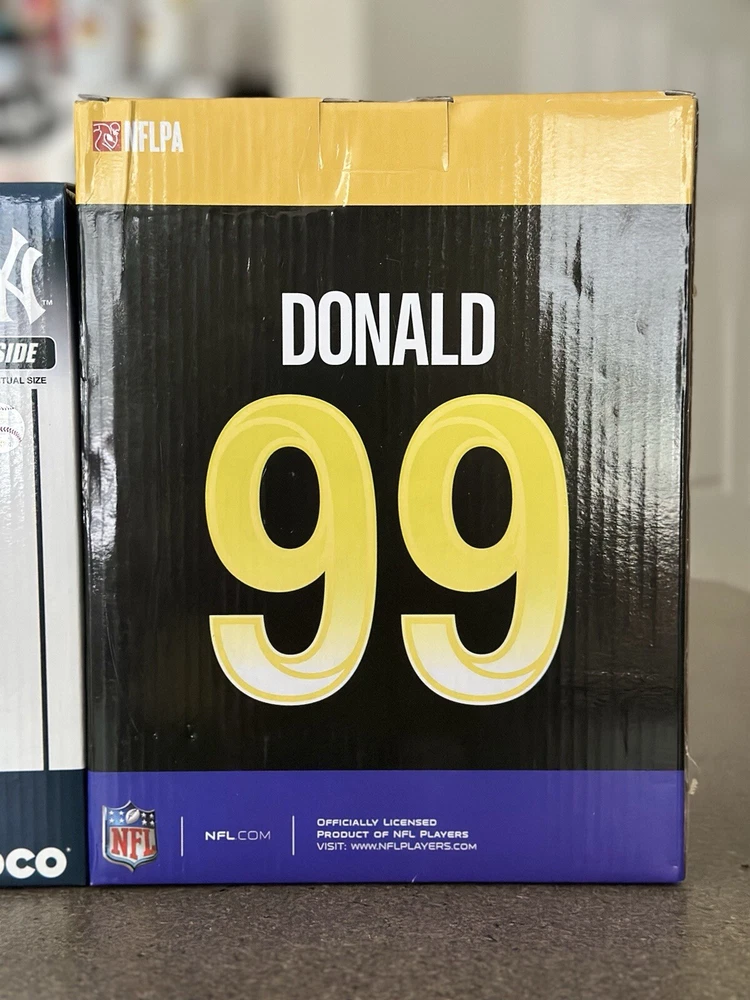 NFLPA
DONALD
99
NFL
NFL.COM
OFFICIALLY LICENSED
PRODUCT OF NFL PLAYERS
VISIT: WWW.NFLPLAYERS.COM
TM
SIDE
TUAL SIZE
OCO